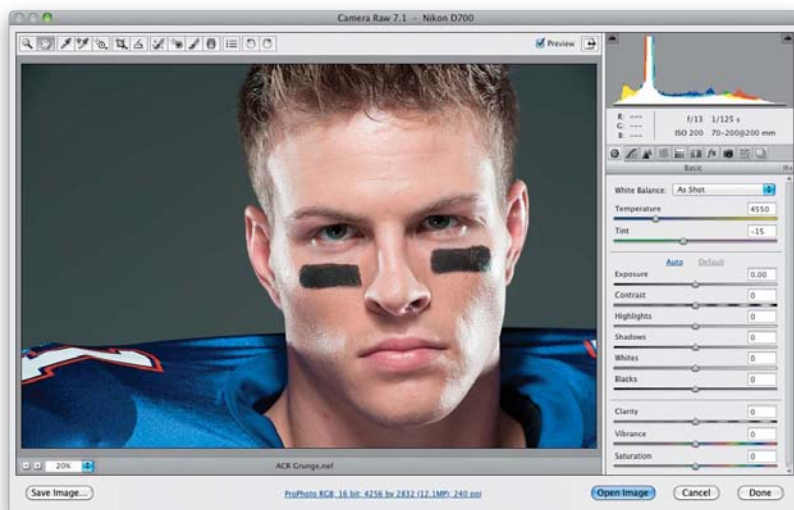 Camera Raw 7.1 – Nikon D700
Preview
R: ---
G: ---
B: ---
f/13 1/125 s
ISO 200 70-200@200 mm
Basic
White Balance: As Shot
Temperature 4550
Tint -15
Auto Default
Exposure 0.00
Contrast 0
Highlights 0
Shadows 0
Whites 0
Blacks 0
Clarity 0
Vibrance 0
Saturation 0
20%
ACR Grunge.nef
Save Image...
ProPhoto RGB; 16 bit; 4256 by 2832 (12.1MP); 240 ppi
Open Image
Cancel
Done